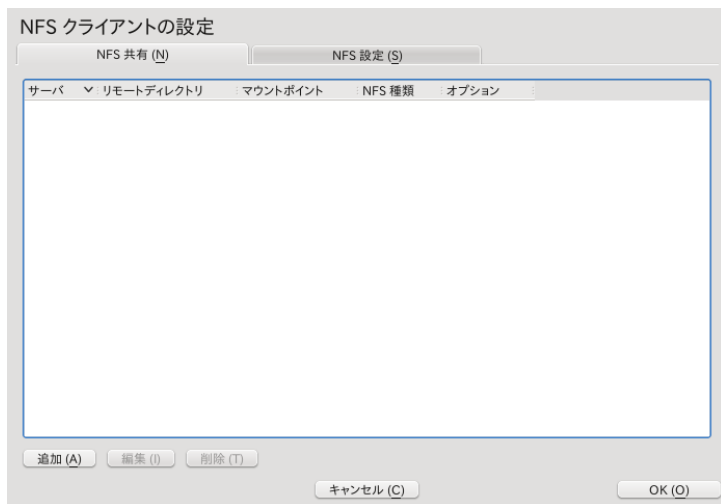 NFS クライアントの設定
NFS 共有 (N) NFS 設定 (S)
サーバ リモートディレクトリ マウントポイント NFS 種類 オプション
追加 (A) 編集 (I) 削除 (T)
キャンセル (C) OK (O)